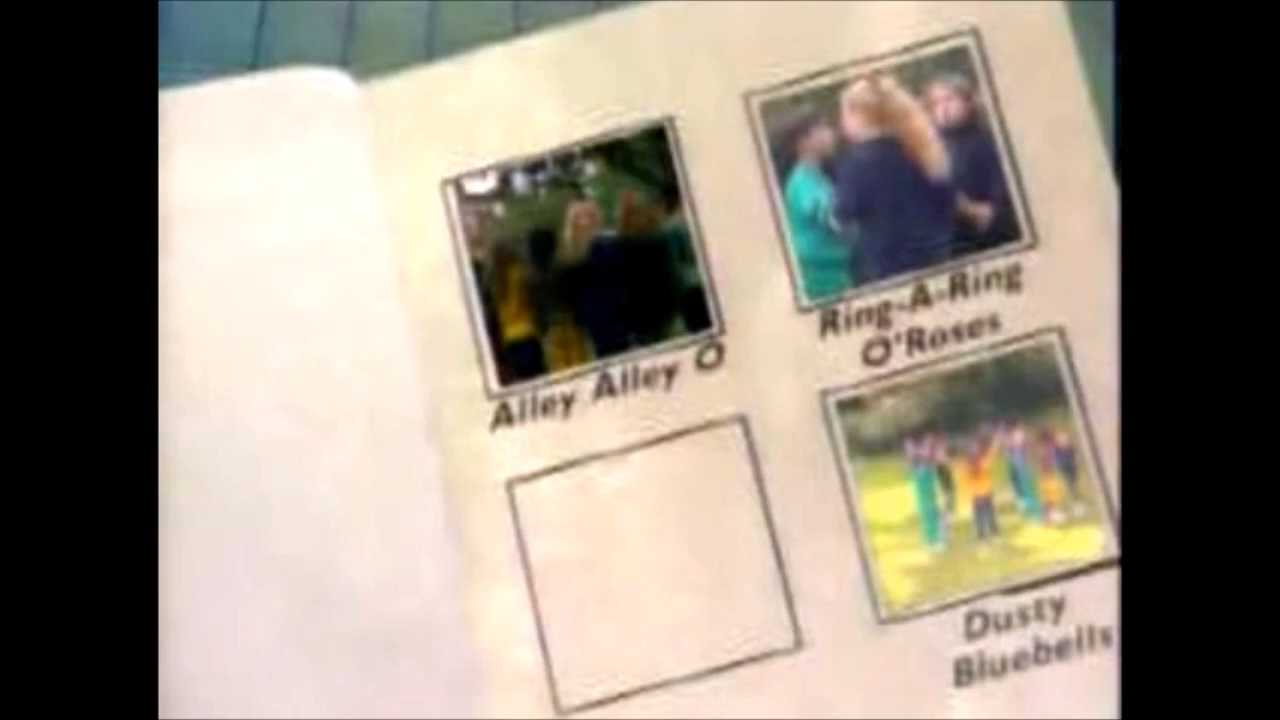 Alley Alley O
Ring-A-Ring
O'Roses
Dusty
Bluebells